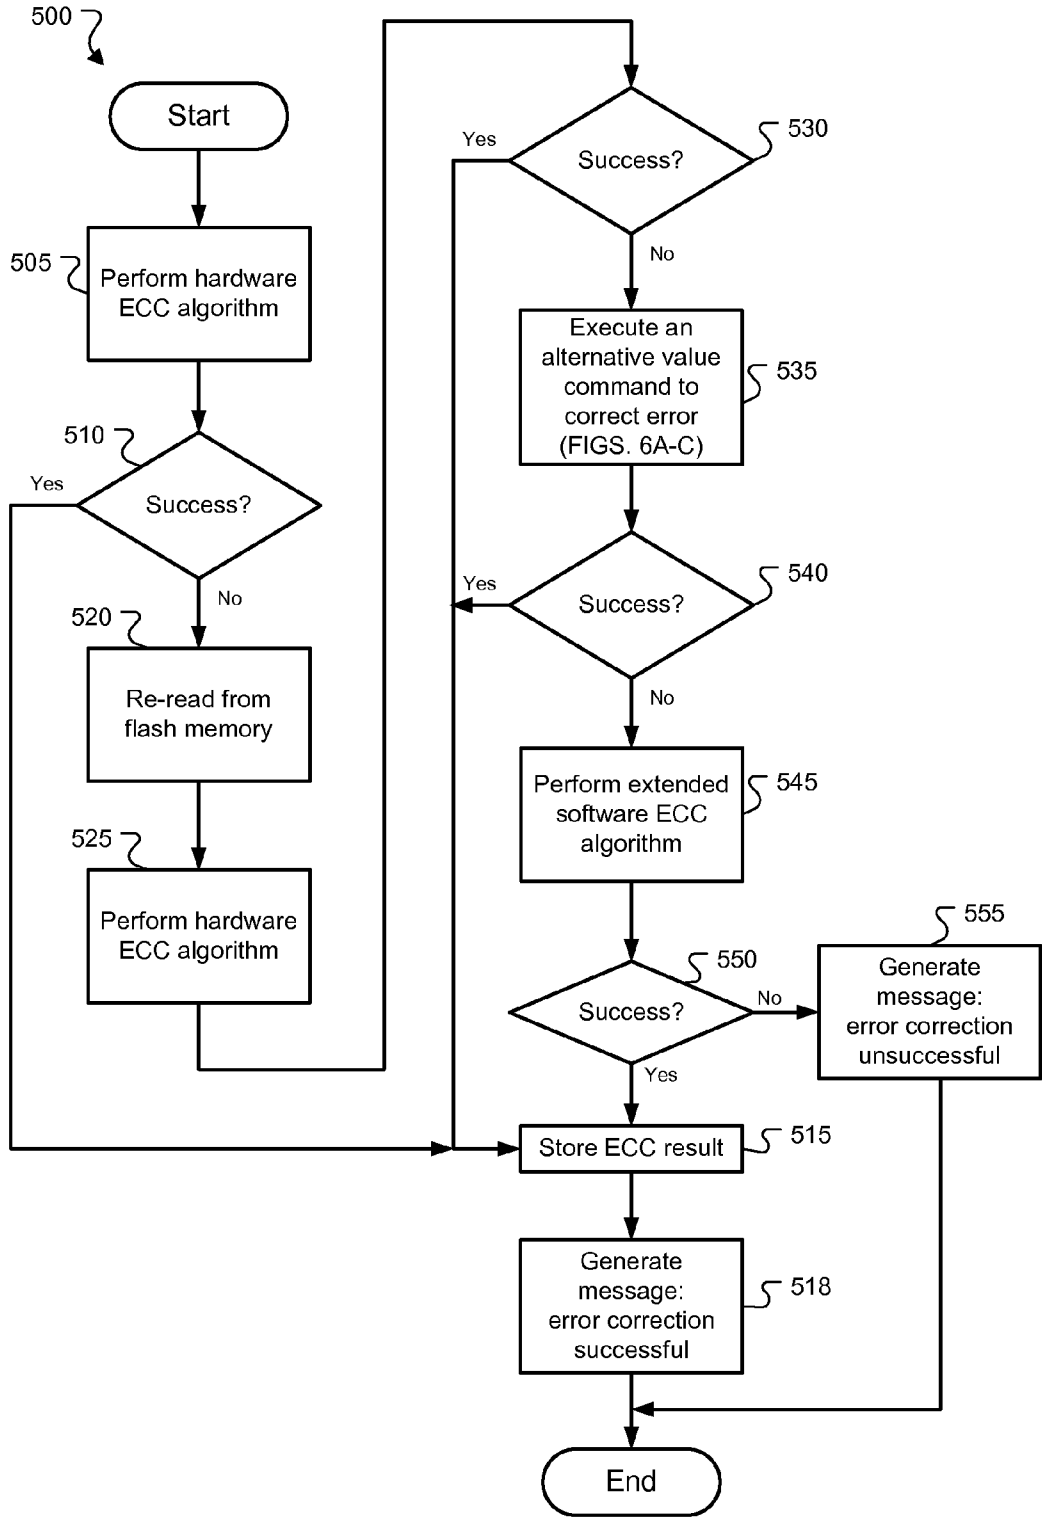 500
Start
505
Perform hardware
ECC algorithm
510
Yes
Success?
No
520
Re-read from
flash memory
525
Perform hardware
ECC algorithm
530
Yes
Success?
No
Execute an
alternative value
command to
correct error
(FIGS. 6A-C)
535
540
Yes
Success?
No
Perform extended
software ECC
algorithm
545
550
Success?
No
Yes
555
Generate
message:
error correction
unsuccessful
Store ECC result
515
Generate
message:
error correction
successful
518
End